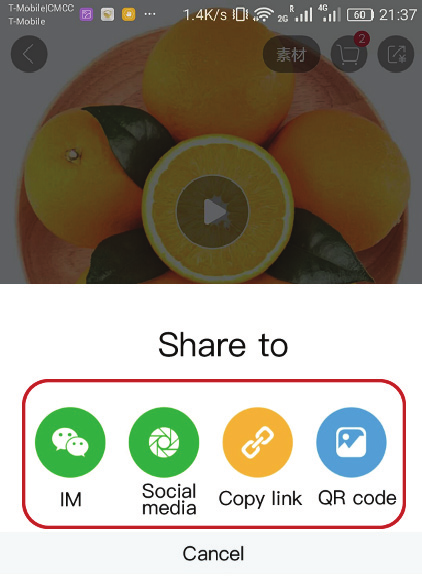 T-Mobile|CMCC
T-Mobile
... 1.4K/s 2G R 4G 60 21:37
素材 2
Share to
IM
Social media
Copy link
QR code
Cancel